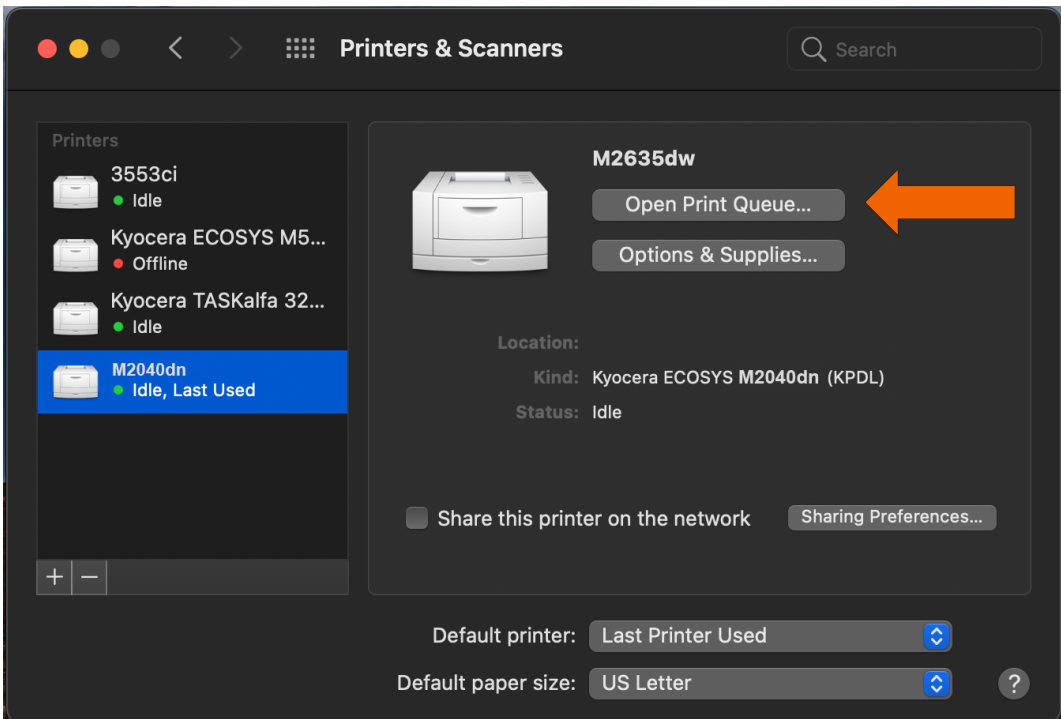 Printers & Scanners
Search
Printers
3553ci
Idle
Kyocera ECOSYS M5...
Offline
Kyocera TASKalfa 32...
Idle
M2040dn
Idle, Last Used
+ −
M2635dw
Open Print Queue...
Options & Supplies...
Location:
Kind: Kyocera ECOSYS M2040dn (KPDL)
Status: Idle
Share this printer on the network Sharing Preferences...
Default printer: Last Printer Used
Default paper size: US Letter ?